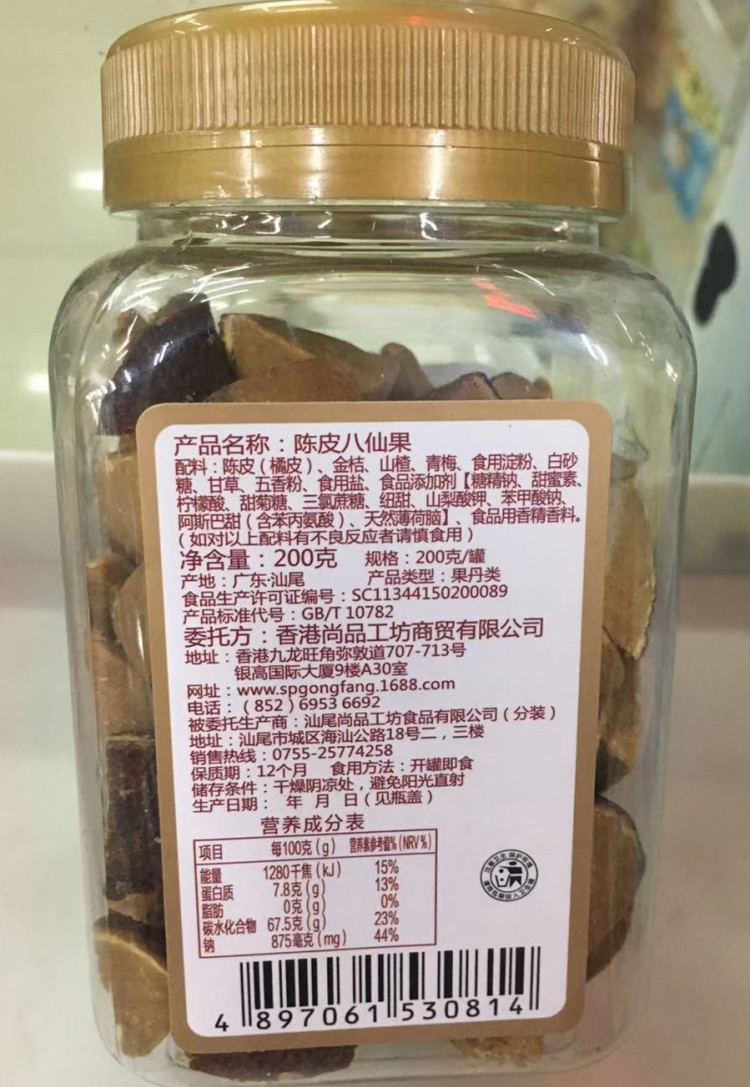 产品名称：陈皮八仙果
配料：陈皮（橘皮）、金桔、山楂、青梅、食用淀粉、白砂
糖、甘草、五香粉、食用盐、食品添加剂【糖精钠、甜蜜素、
柠檬酸、甜菊糖、三氯蔗糖、纽甜、山梨酸钾、苯甲酸钠、
阿斯巴甜（含苯丙氨酸）、天然薄荷脑】、食品用香精香料。
（如对以上配料有不良反应者请慎食用）
净含量：200克 规格：200克/罐
产地：广东·汕尾 产品类型：果丹类
食品生产许可证编号：SC11344150200089
产品标准代号：GB/T 10782
委托方：香港尚品工坊商贸有限公司
地址：香港九龙旺角弥敦道707-713号
银高国际大厦9楼A30室
网址：www.spgongfang.1688.com
电话：（852）6953 6692
被委托生产商：汕尾尚品工坊食品有限公司（分装）
地址：汕尾市城区海汕公路18号二，三楼
销售热线：0755-25774258
保质期：12个月 食用方法：开罐即食
储存条件：干燥阴凉处，避免阳光直射
生产日期： 年 月 日（见瓶盖）
营养成分表
项目 每100克（g） 营养素参考值%（NRV%）
能量 1280千焦（kJ） 15%
蛋白质 7.8克（g） 13%
脂肪 0克（g） 0%
碳水化合物 67.5克（g） 23%
钠 875毫克（mg） 44%
4 897061 530814